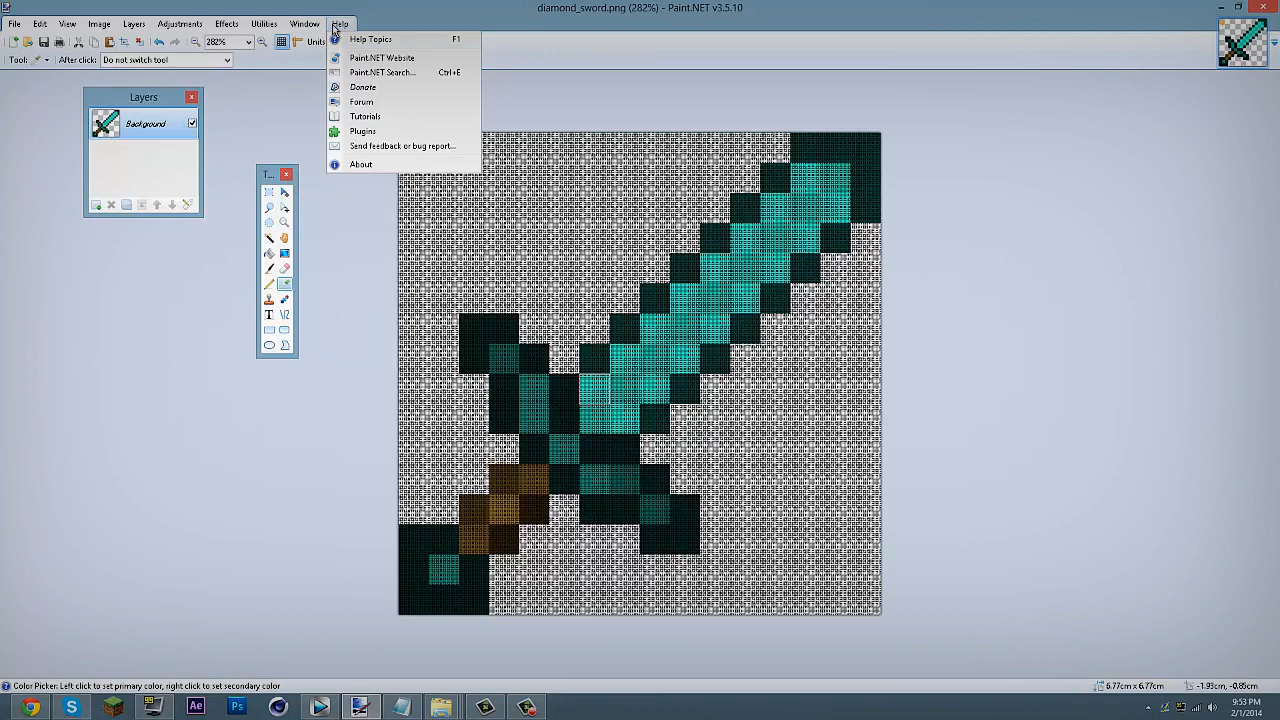 diamond_sword.png (282%) - Paint.NET v3.5.10
File Edit View Image Layers Adjustments Effects Utilities Window Help
282% Units
Tool: After click: Do not switch tool
Help Topics F1
Paint.NET Website
Paint.NET Search... Ctrl+E
Donate
Forum
Tutorials
Plugins
Send feedback or bug report...
About
Layers
Background
T...
Color Picker: Left click to set primary color, right click to set secondary color
6.77cm x 6.77cm
-1.93cm, -0.85cm
Ae
Ps
9:53 PM
2/1/2014